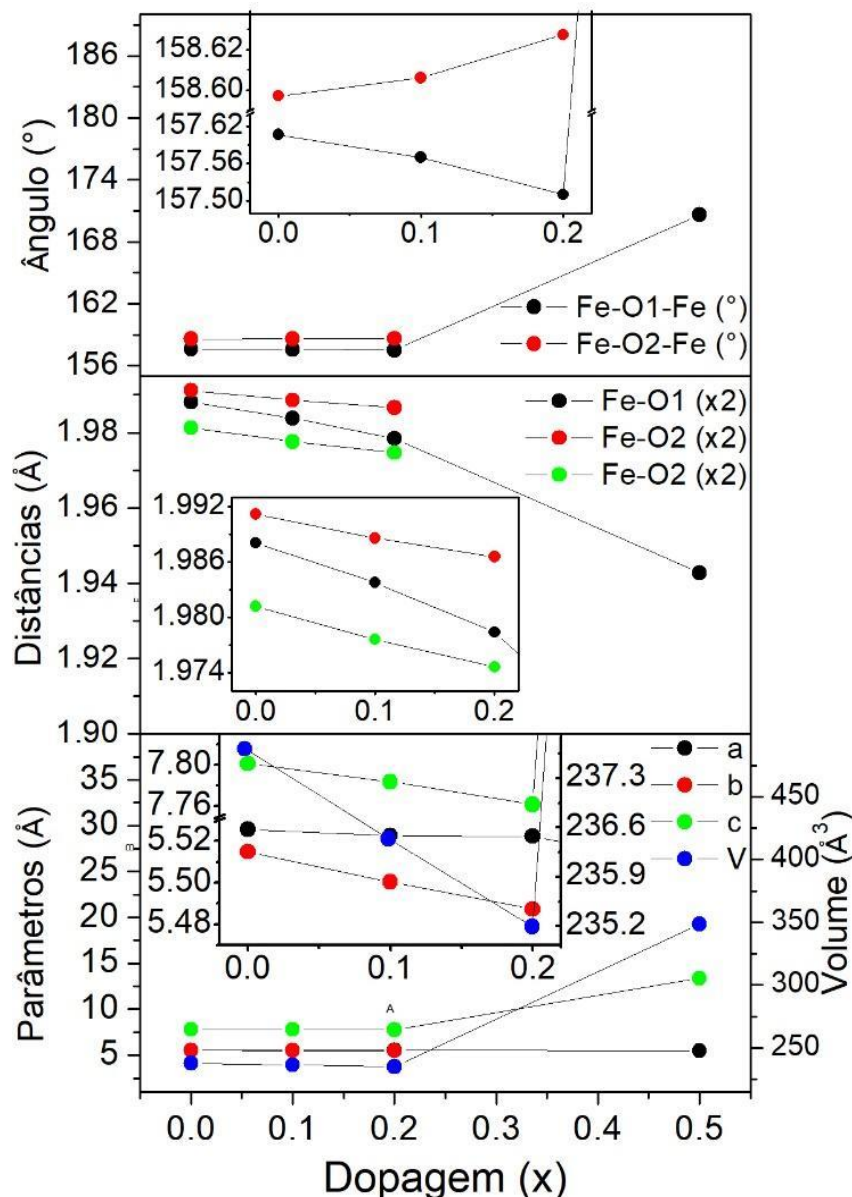 Ângulo (°)
186
180
174
168
162
156
158.62
158.60
157.62
157.56
157.50
0.0 0.1 0.2
Fe-O1-Fe (°)
Fe-O2-Fe (°)
Distâncias (Å)
1.98
1.96
1.94
1.92
1.90
Fe-O1 (x2)
Fe-O2 (x2)
Fe-O2 (x2)
1.992
1.986
1.980
1.974
0.0 0.1 0.2
Parâmetros (Å)
35
30
25
20
15
10
5
7.80
7.76
5.52
5.50
5.48
237.3
236.6
235.9
235.2
0.0 0.1 0.2
a
b
c
V
A
450
400
350
300
250
Volume (Å³)
0.0 0.1 0.2 0.3 0.4 0.5
Dopagem (x)